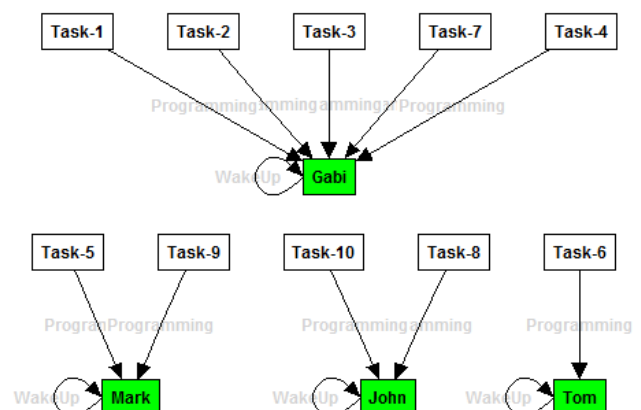 Task-1 Task-2 Task-3 Task-7 Task-4
Programming Programming
WakeUp Gabi
Task-5 Task-9 Task-10 Task-8 Task-6
Programming Programming Programming
WakeUp Mark WakeUp John WakeUp Tom